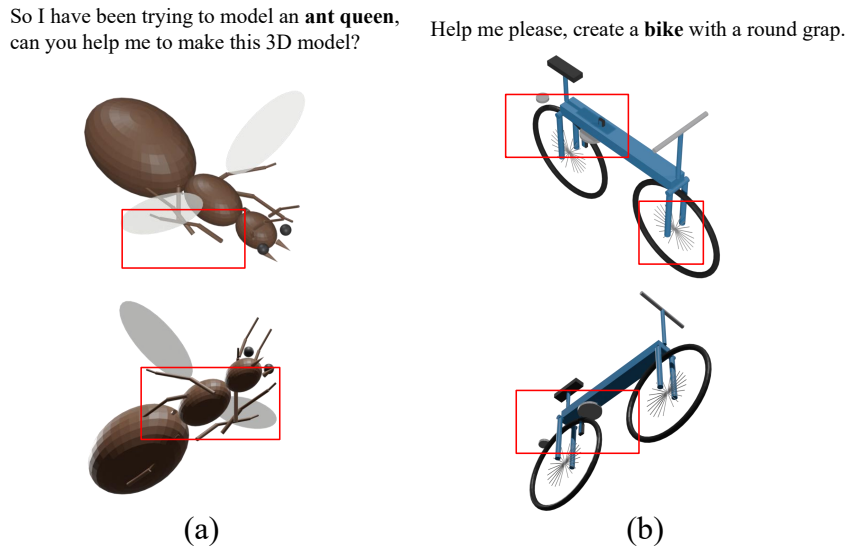 So I have been trying to model an ant queen,
can you help me to make this 3D model?
Help me please, create a bike with a round grap.
(a)
(b)